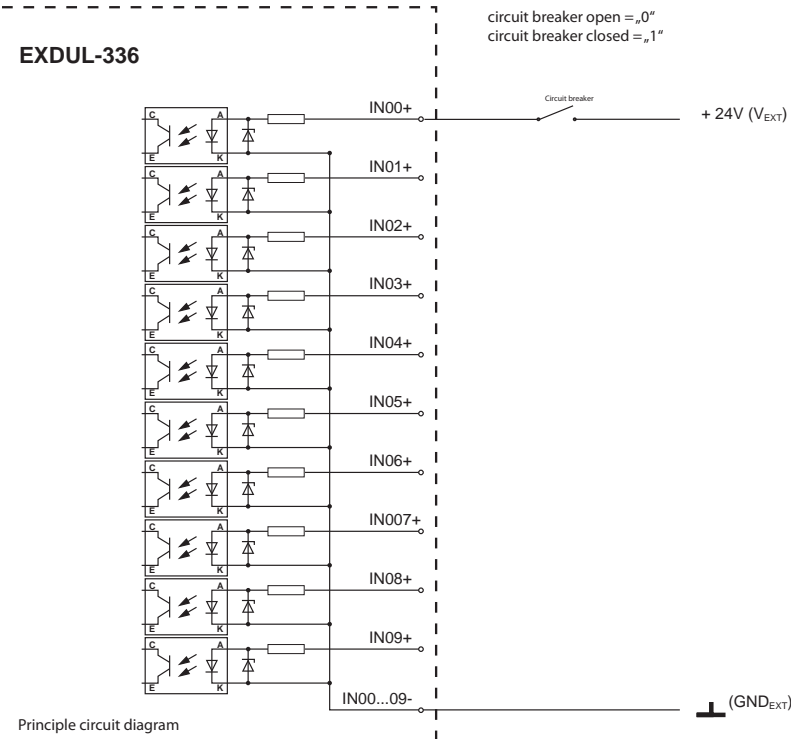 circuit breaker open = „0“
circuit breaker closed = „1“
EXDUL-336
Circuit breaker
C A IN00+ + 24V (VEXT)
E K
C A IN01+
E K
C A IN02+
E K
C A IN03+
E K
C A IN04+
E K
C A IN05+
E K
C A IN06+
E K
C A IN007+
E K
C A IN08+
E K
C A IN09+
E K
IN00...09- (GNDEXT)
Principle circuit diagram